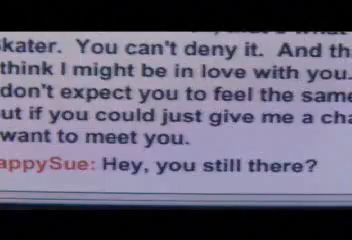 kater. You can't deny it. And th
think I might be in love with you.
don't expect you to feel the same
ut if you could just give me a cha
want to meet you.
appySue: Hey, you still there?